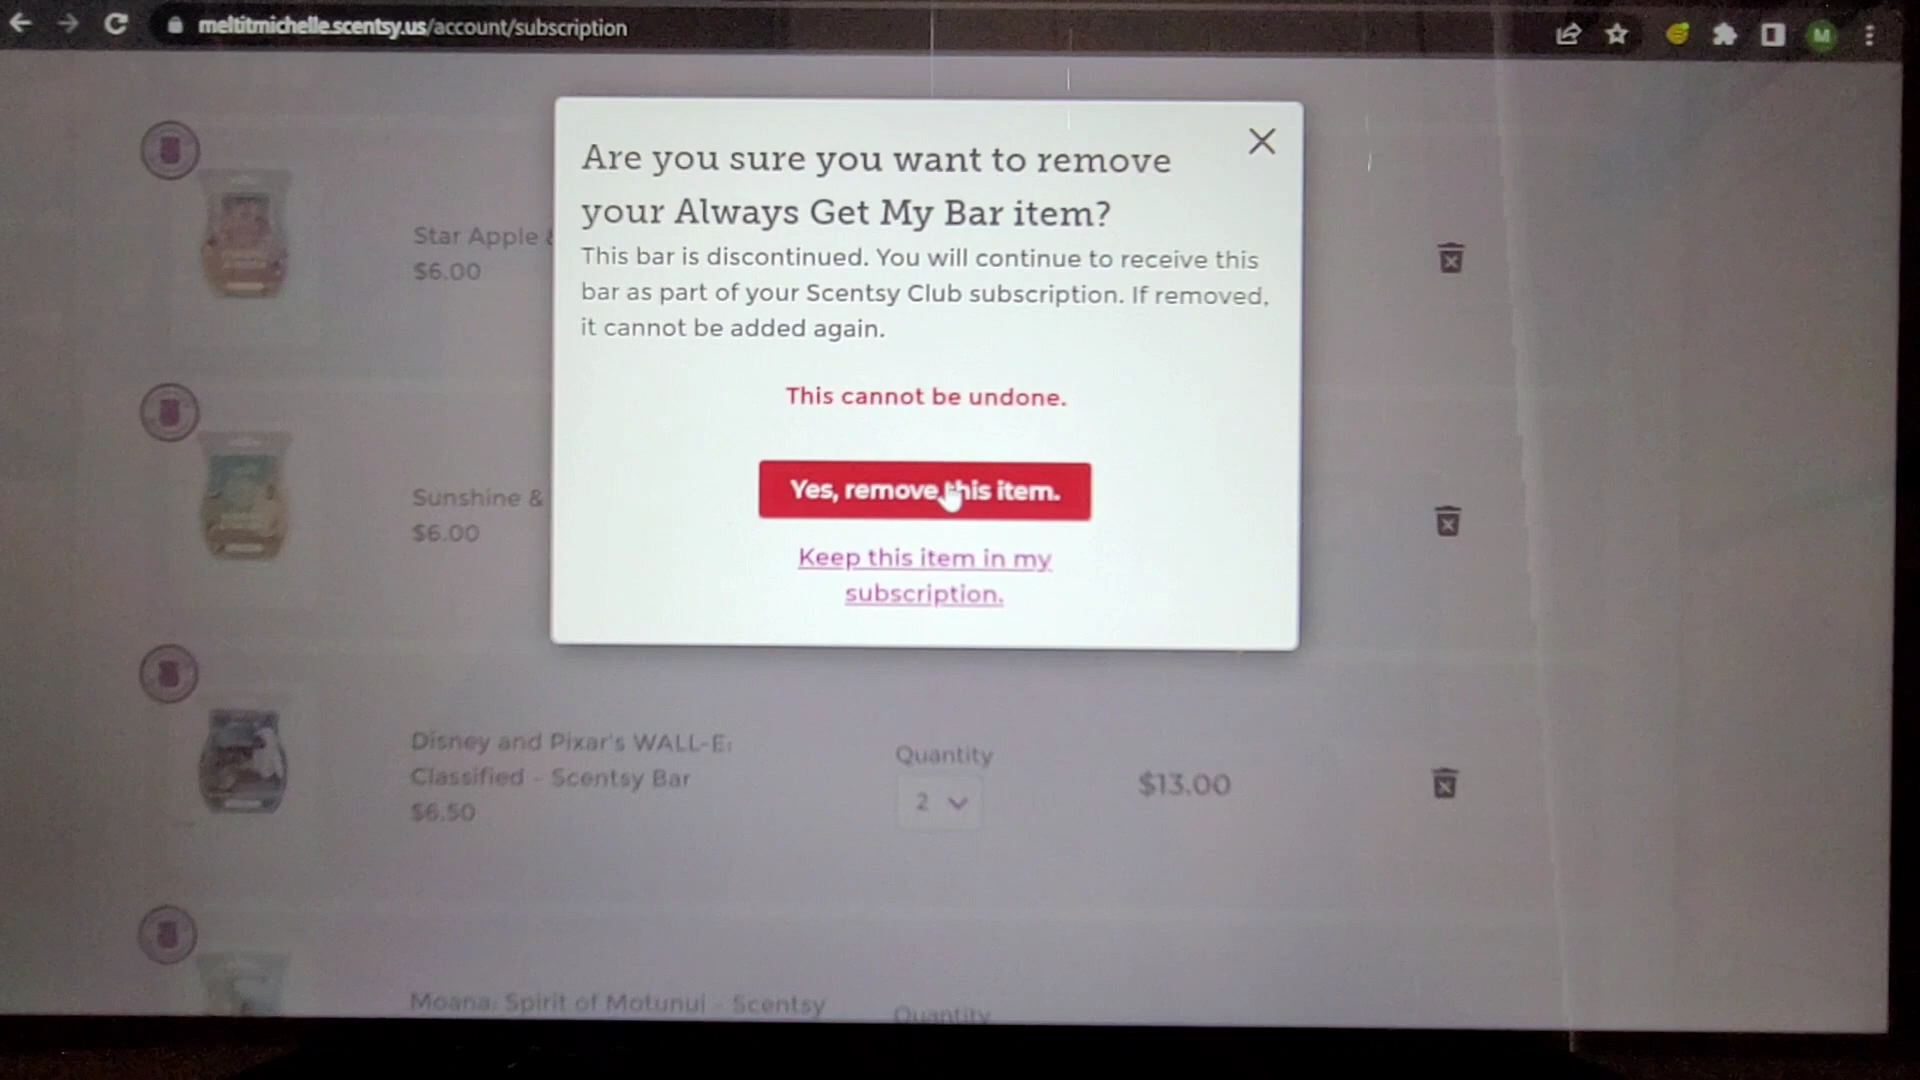 meltitmichelle.scentsy.us/account/subscription
M
Are you sure you want to remove
your Always Get My Bar item?
This bar is discontinued. You will continue to receive this
bar as part of your Scentsy Club subscription. If removed,
it cannot be added again.
This cannot be undone.
Yes, remove this item.
Keep this item in my
subscription.
Star Apple
$6.00
Sunshine &
$6.00
Disney and Pixar's WALL-E:
Classified - Scentsy Bar
$6.50
Quantity
2
$13.00
Moana: Spirit of Motunui - Scentsy
Quantity